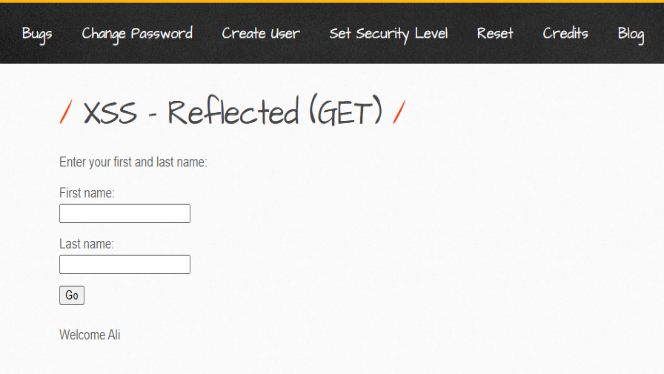 Bugs Change Password Create User Set Security Level Reset Credits Blog
/ XSS - Reflected (GET) /
Enter your first and last name:
First name:
Last name:
Go
Welcome Ali